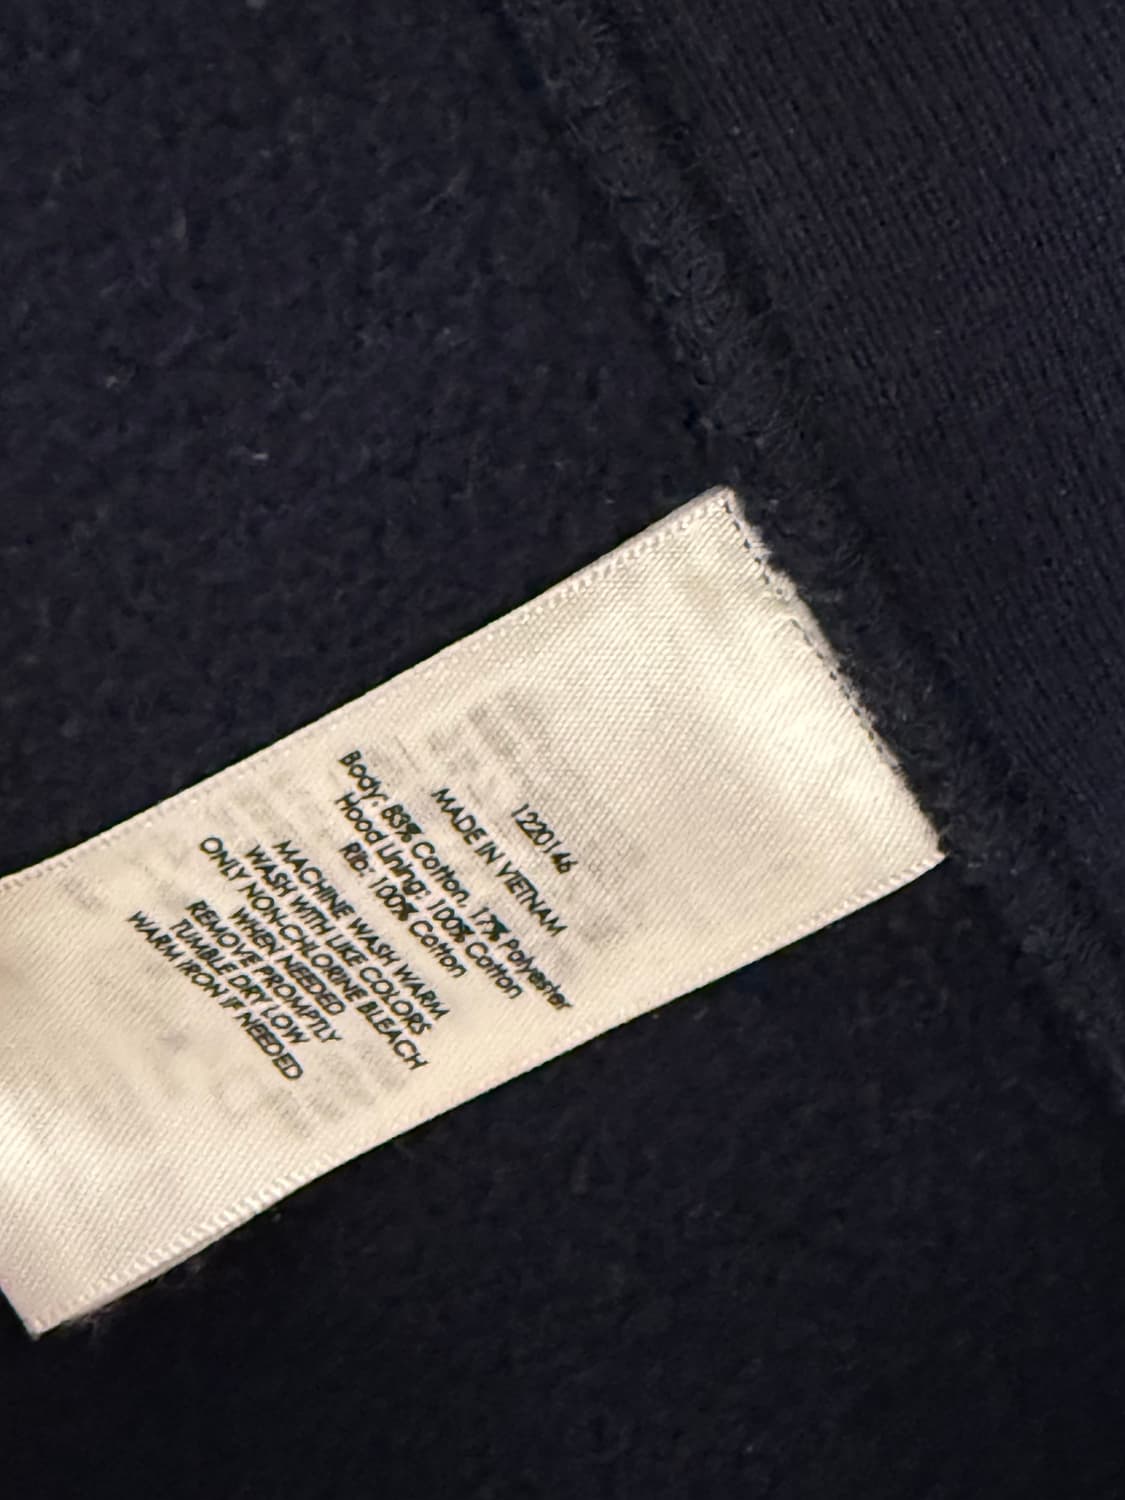 1220146
MADE IN VIETNAM
Body: 83% Cotton, 17% Polyester
Hood Lining: 100% Cotton
Rib: 100% Cotton
MACHINE WASH WARM
WASH WITH LIKE COLORS
ONLY NON-CHLORINE BLEACH
WHEN NEEDED
REMOVE PROMPTLY
TUMBLE DRY LOW
WARM IRON IF NEEDED